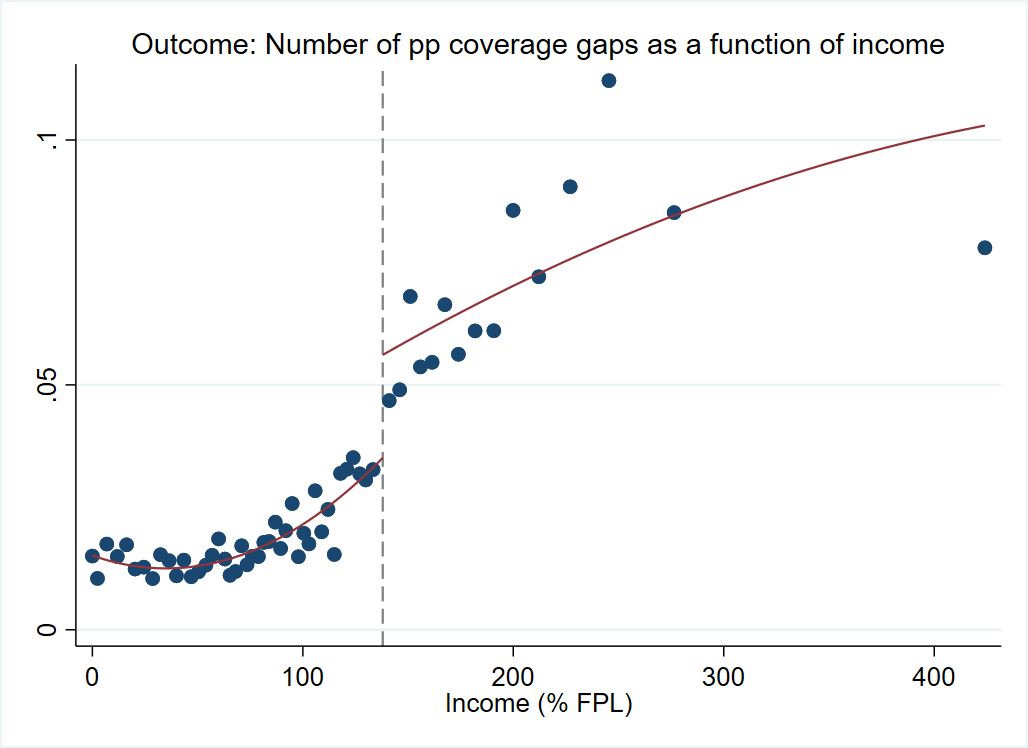 Outcome: Number of pp coverage gaps as a function of income
.1
.05
0
0 100 200 300 400
Income (% FPL)